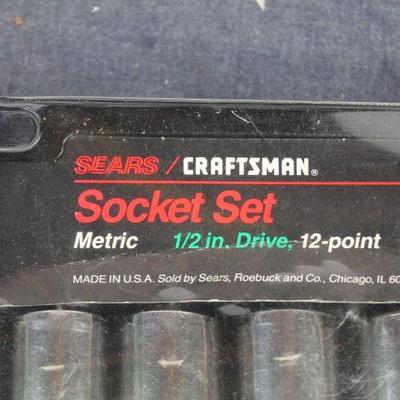 SEARS / CRAFTSMAN®
Socket Set
Metric 1/2 in. Drive, 12-point
MADE IN U.S.A. Sold by Sears, Roebuck and Co., Chicago, IL 60